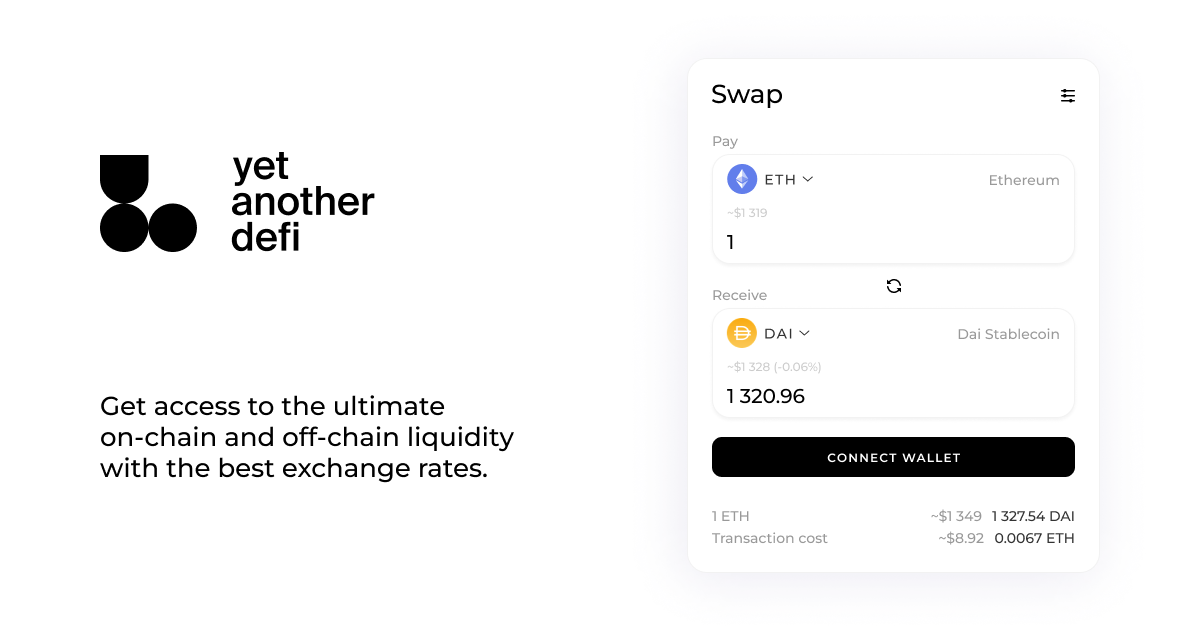 yet
another
defi
Get access to the ultimate
on-chain and off-chain liquidity
with the best exchange rates.
Swap
Pay
ETH Ethereum
~$1 319
1
Receive
DAI Dai Stablecoin
~$1 328 (-0.06%)
1 320.96
CONNECT WALLET
1 ETH ~$1 349 1 327.54 DAI
Transaction cost ~$8.92 0.0067 ETH